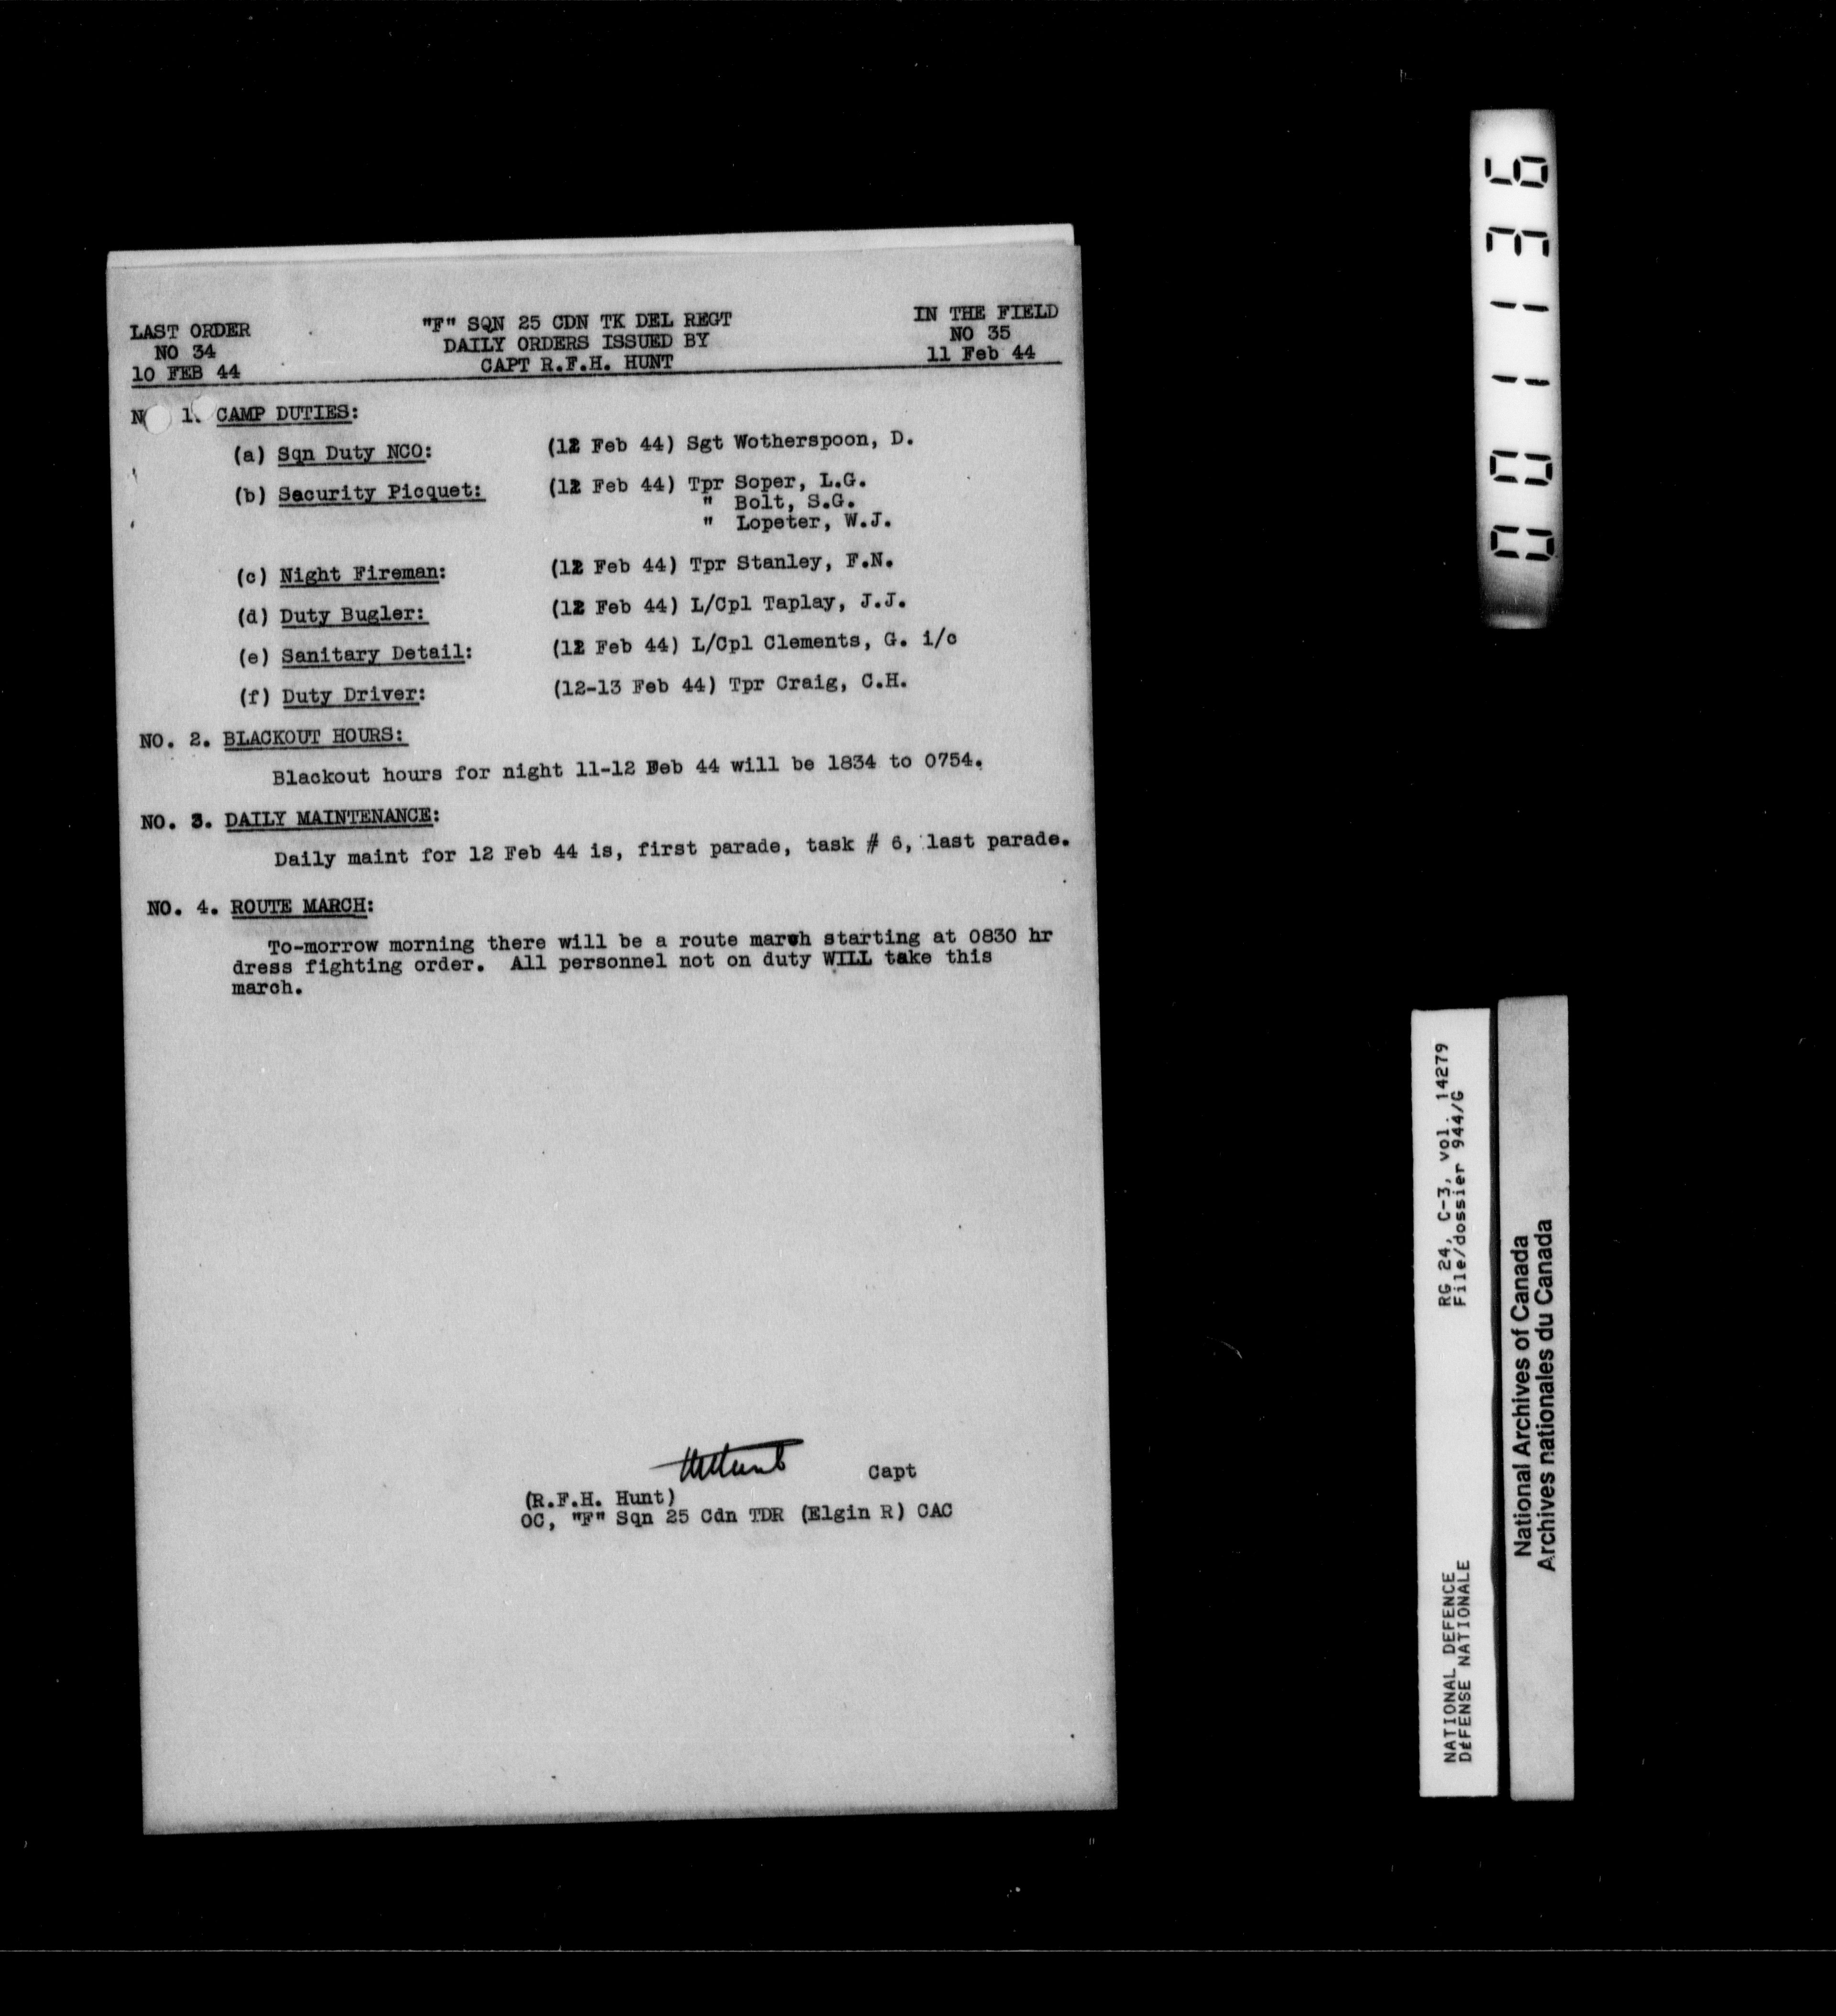 LAST ORDER
NO 34
10 FEB 44
"F" SQN 25 CDN TK DEL REGT
DAILY ORDERS ISSUED BY
CAPT R.F.H. HUNT
IN THE FIELD
NO 35
11 Feb 44
1. CAMP DUTIES:
(a) Sqn Duty NCO: (12 Feb 44) Sgt Wotherspoon, D.
(b) Security Picquet: (12 Feb 44) Tpr Soper, L.G.
" Bolt, S.G.
" Lopeter, W.J.
(c) Night Fireman: (12 Feb 44) Tpr Stanley, F.N.
(d) Duty Bugler: (12 Feb 44) L/Cpl Taplay, J.J.
(e) Sanitary Detail: (12 Feb 44) L/Cpl Clements, G. i/c
(f) Duty Driver: (12-13 Feb 44) Tpr Craig, C.H.
NO. 2. BLACKOUT HOURS:
Blackout hours for night 11-12 Feb 44 will be 1834 to 0754.
NO. 3. DAILY MAINTENANCE:
Daily maint for 12 Feb 44 is, first parade, task # 6, last parade.
NO. 4. ROUTE MARCH:
To-morrow morning there will be a route march starting at 0830 hr
dress fighting order. All personnel not on duty WILL take this
march.
Capt
(R.F.H. Hunt)
OC, "F" Sqn 25 Cdn TDR (Elgin R) CAC
001136
RG 24, C-3, vol. 14279
File/dossier 944/G
NATIONAL DEFENCE
DÉFENSE NATIONALE
National Archives of Canada
Archives nationales du Canada